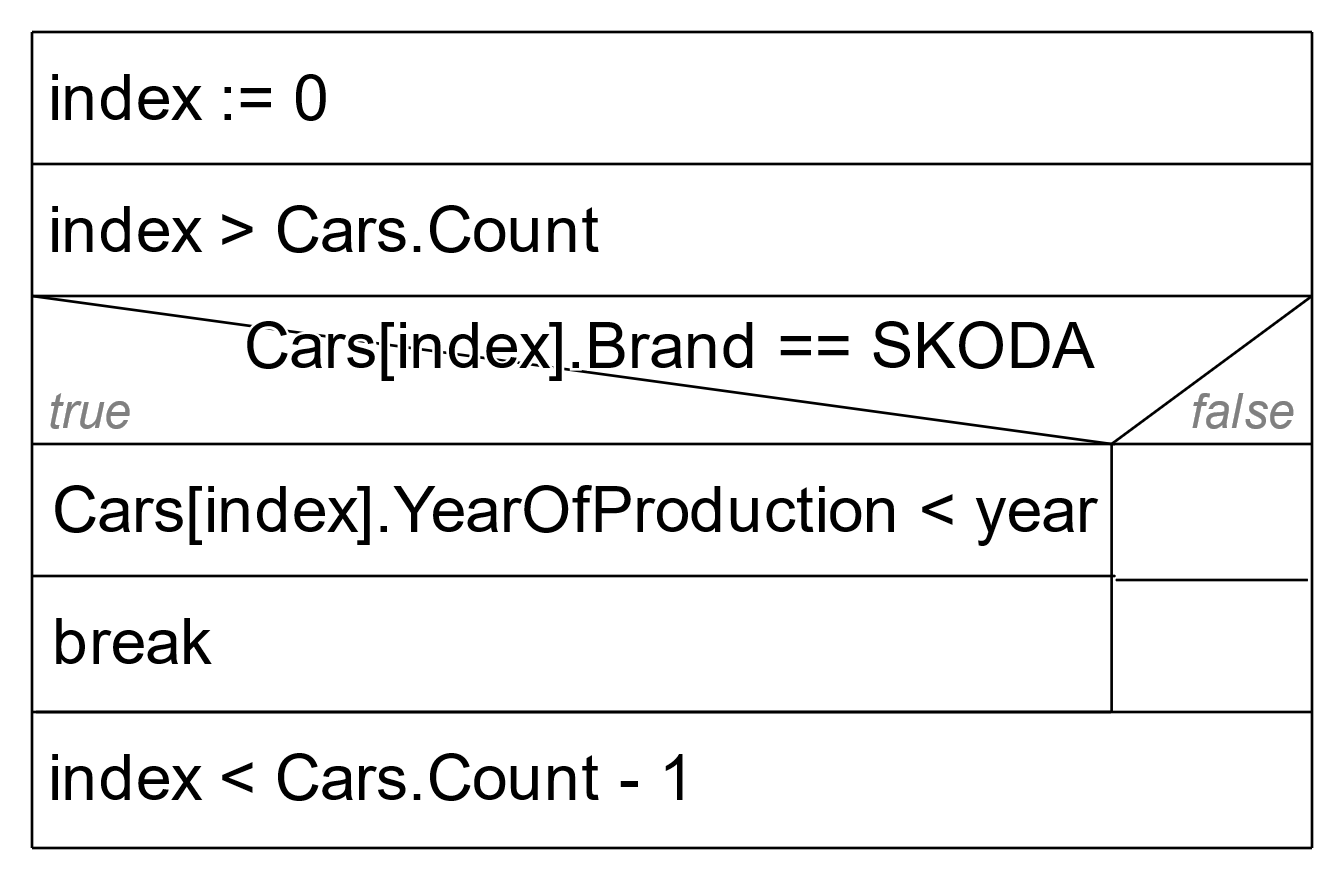 index := 0
index > Cars.Count
Cars[index].Brand == SKODA
true
false
Cars[index].YearOfProduction < year
break
index < Cars.Count - 1